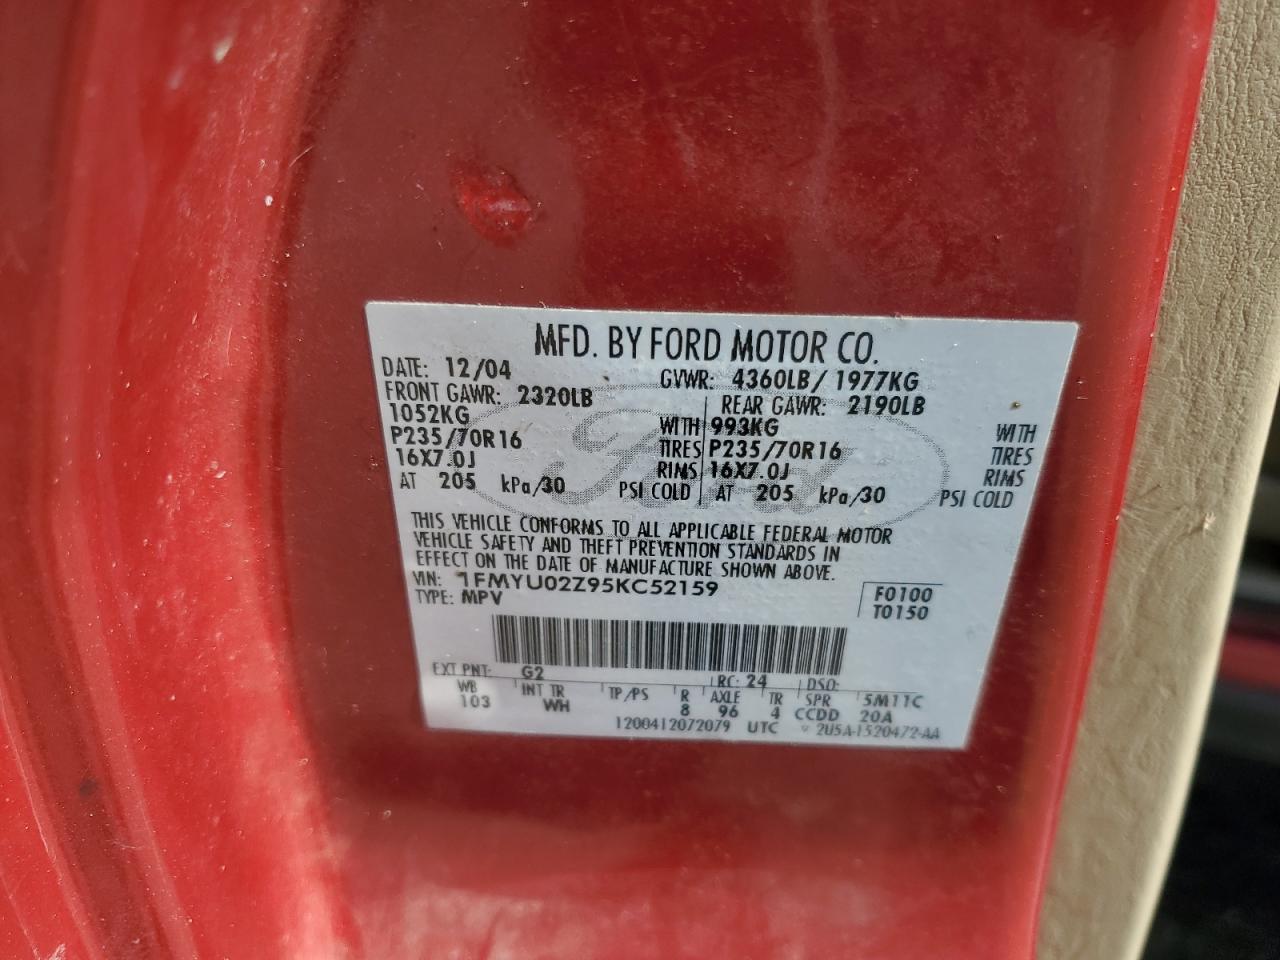 MFD. BY FORD MOTOR CO.
DATE: 12/04 GVWR: 4360LB/ 1977KG
FRONT GAWR: 2320LB REAR GAWR: 2190LB
1052KG WITH 993KG WITH
P235/70R16 TIRES P235/70R16 TIRES
16X7.0J RIMS 16X7.0J RIMS
AT 205 kPa/30 PSI COLD AT 205 kPa/30 PSI COLD
Ford
THIS VEHICLE CONFORMS TO ALL APPLICABLE FEDERAL MOTOR
VEHICLE SAFETY AND THEFT PREVENTION STANDARDS IN
EFFECT ON THE DATE OF MANUFACTURE SHOWN ABOVE.
VIN: 1FMYU02Z95KC52159 F0100
TYPE: MPV T0150
EXT PNT: G2 RC: 24 DSO:
WB INT TR TP/PS R AXLE TR SPR 5M11C
103 WH 8 96 4 CCDD 20A
1200412072079 UTC 2U5A-1520472-AA